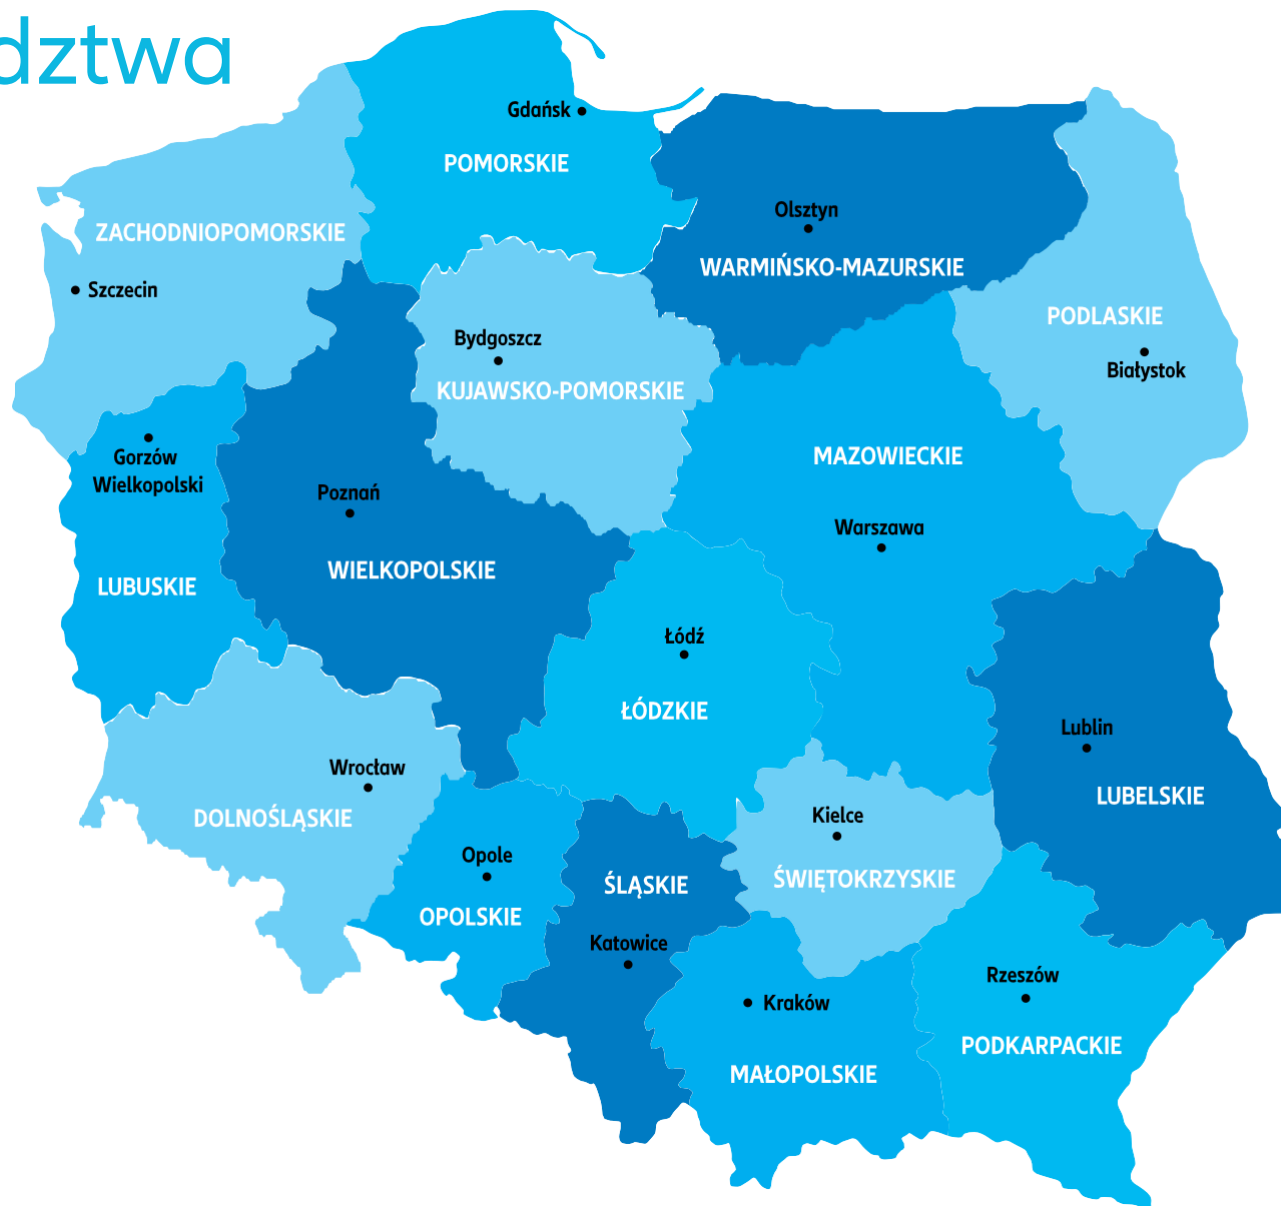 dztwa
Gdańsk
POMORSKIE
Olsztyn
WARMIŃSKO-MAZURSKIE
ZACHODNIOPOMORSKIE
Szczecin
PODLASKIE
Białystok
Bydgoszcz
KUJAWSKO-POMORSKIE
Gorzów
Wielkopolski
LUBUSKIE
Poznań
WIELKOPOLSKIE
MAZOWIECKIE
Warszawa
Łódź
ŁÓDZKIE
Lublin
LUBELSKIE
Wrocław
DOLNOŚLĄSKIE
Opole
OPOLSKIE
ŚLĄSKIE
Katowice
Kielce
ŚWIĘTOKRZYSKIE
Kraków
MAŁOPOLSKIE
Rzeszów
PODKARPACKIE